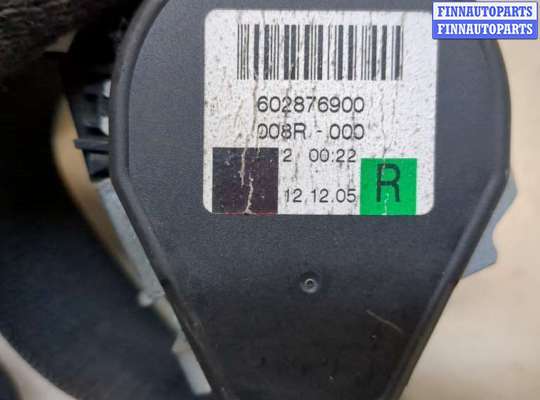 FINNAUTOPARTS
FINNAUTOPARTS
602876900
008R - 000
2 00:22
12.12.05 R